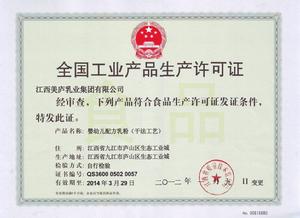 全国工业产品生产许可证
江西美庐乳业集团有限公司
经审查，下列产品符合食品生产许可证发证条件，
特发此证。
产品名称：婴幼儿配方乳粉（干法工艺）
住所：江西省九江市庐山区生态工业城
生产地址：江西省九江市庐山区生态工业城
检验方式：自行检验
证书编号：QS3600 0502 0057
有效期至：2014年3月29日
二〇一二年
日 变更